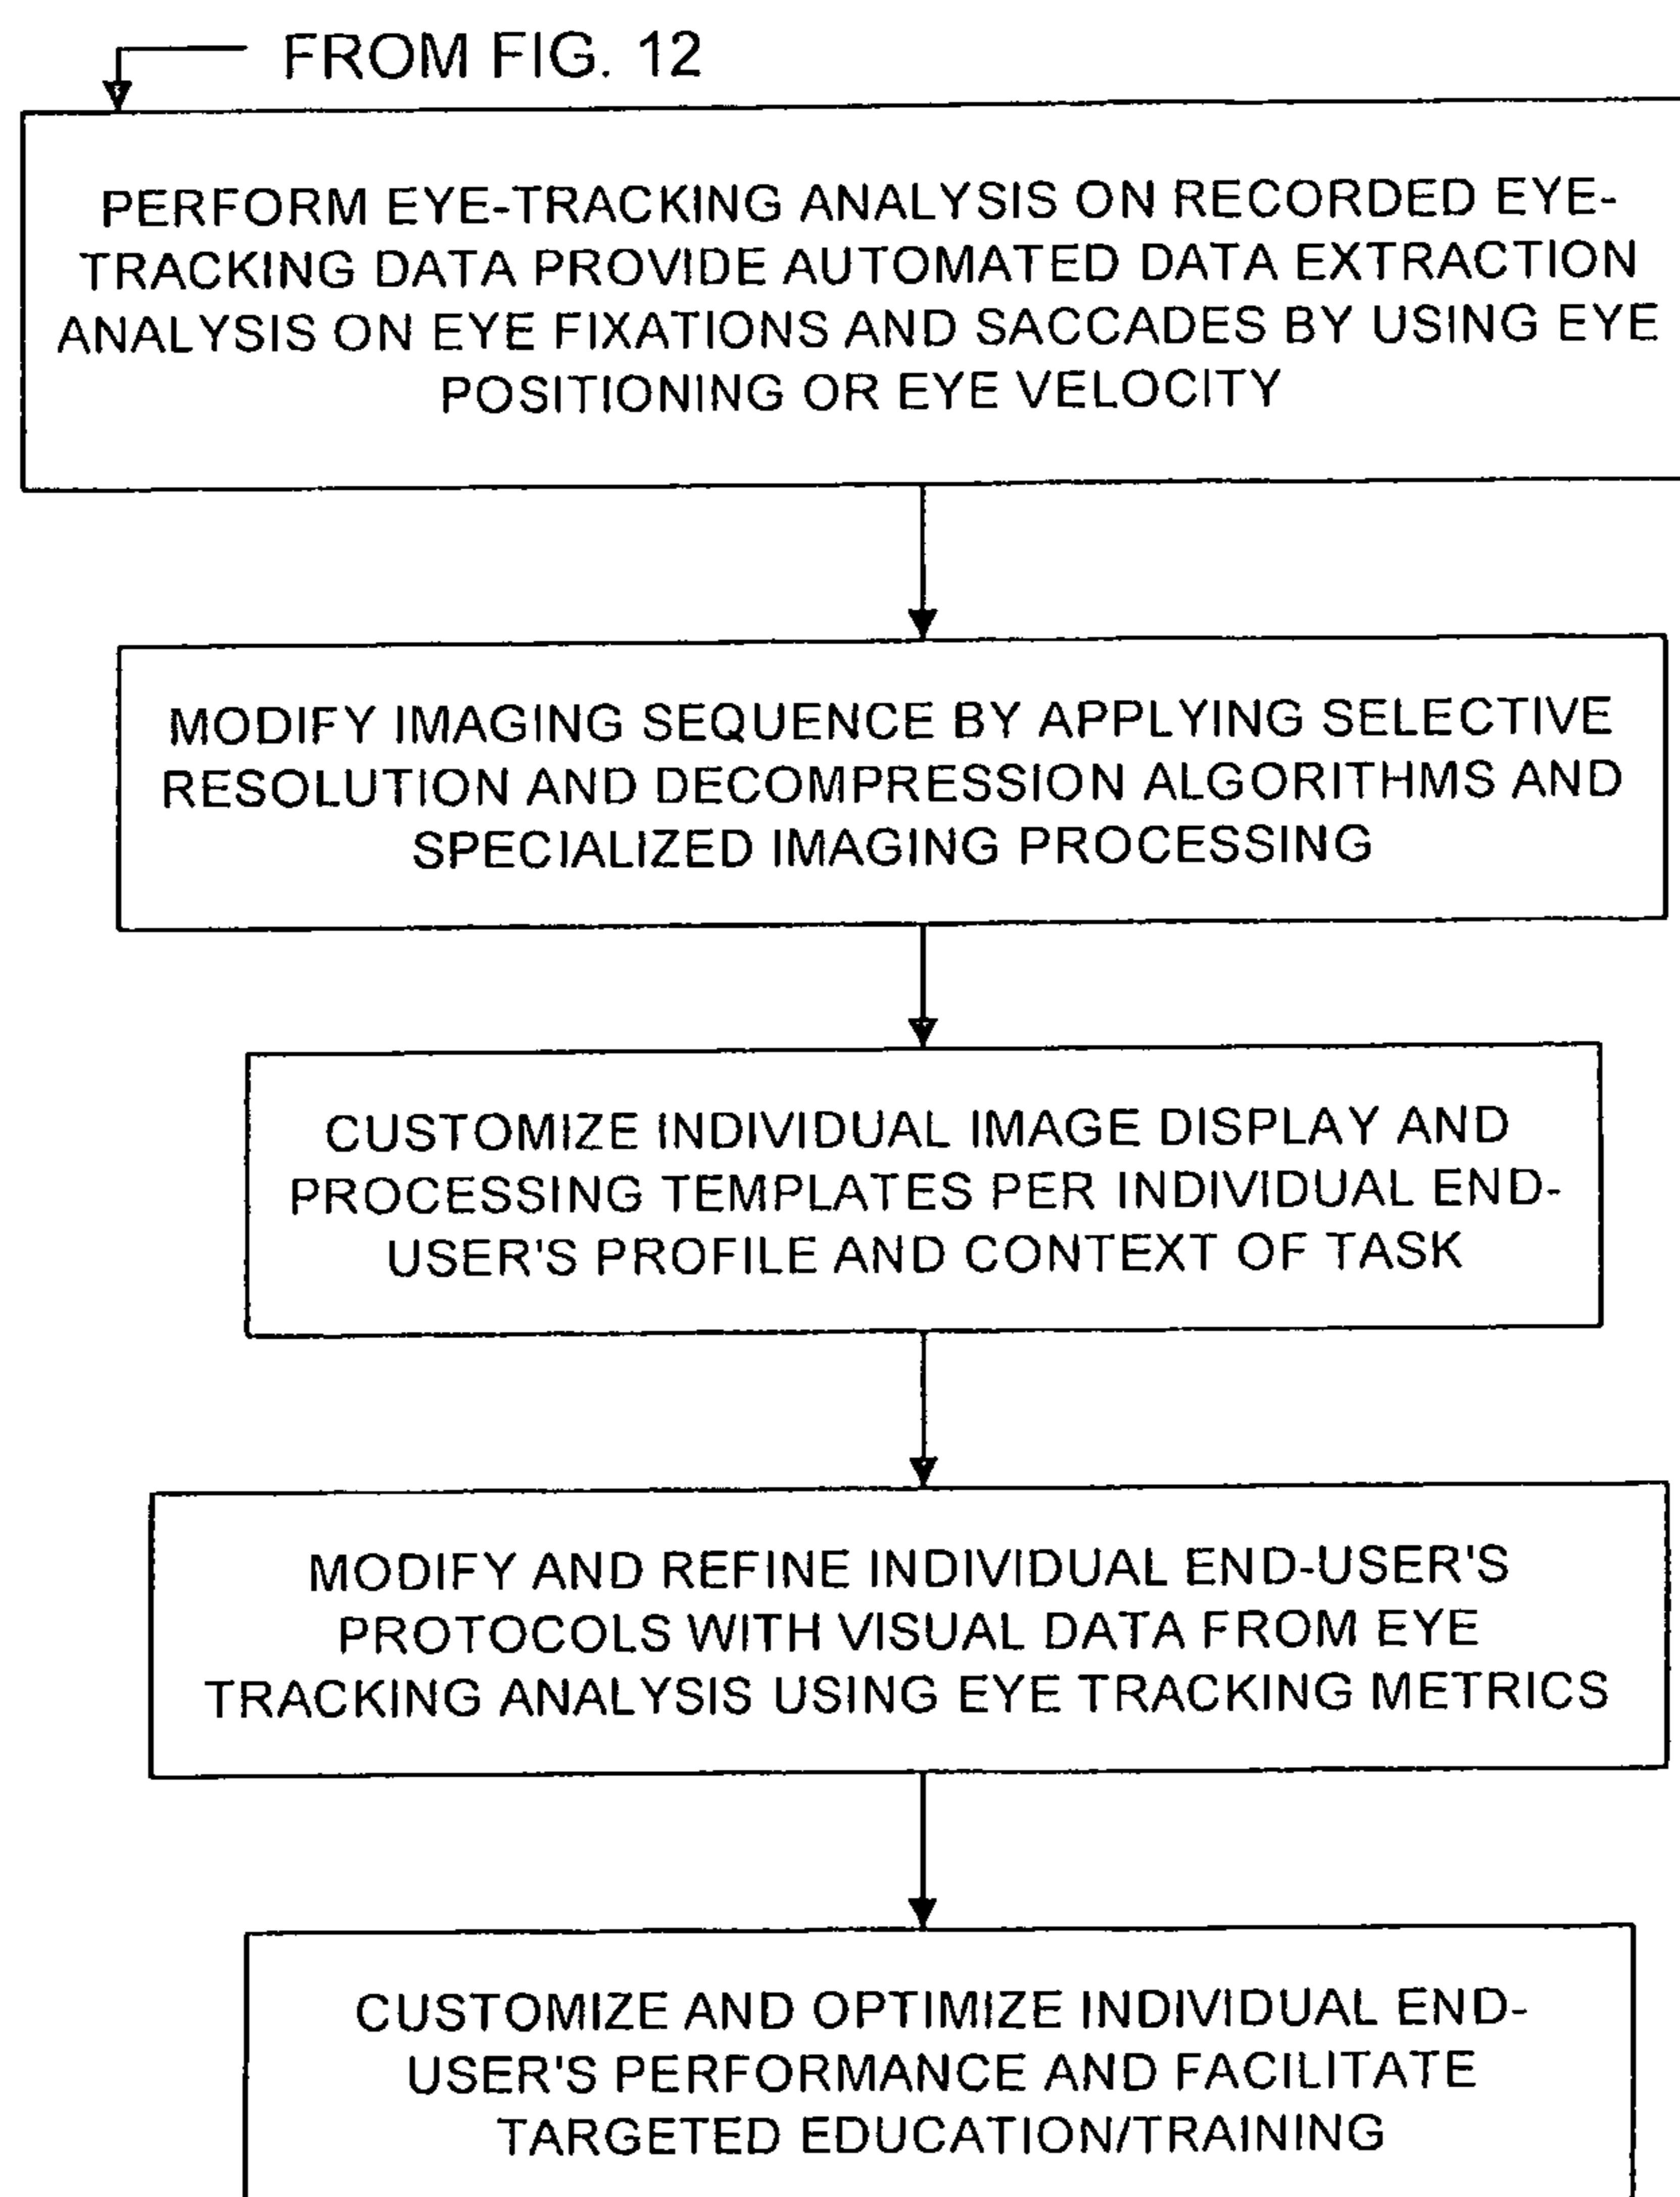 FROM FIG. 12
PERFORM EYE-TRACKING ANALYSIS ON RECORDED EYE-
TRACKING DATA PROVIDE AUTOMATED DATA EXTRACTION
ANALYSIS ON EYE FIXATIONS AND SACCADES BY USING EYE
POSITIONING OR EYE VELOCITY
MODIFY IMAGING SEQUENCE BY APPLYING SELECTIVE
RESOLUTION AND DECOMPRESSION ALGORITHMS AND
SPECIALIZED IMAGING PROCESSING
CUSTOMIZE INDIVIDUAL IMAGE DISPLAY AND
PROCESSING TEMPLATES PER INDIVIDUAL END-
USER'S PROFILE AND CONTEXT OF TASK
MODIFY AND REFINE INDIVIDUAL END-USER'S
PROTOCOLS WITH VISUAL DATA FROM EYE
TRACKING ANALYSIS USING EYE TRACKING METRICS
CUSTOMIZE AND OPTIMIZE INDIVIDUAL END-
USER'S PERFORMANCE AND FACILITATE
TARGETED EDUCATION/TRAINING